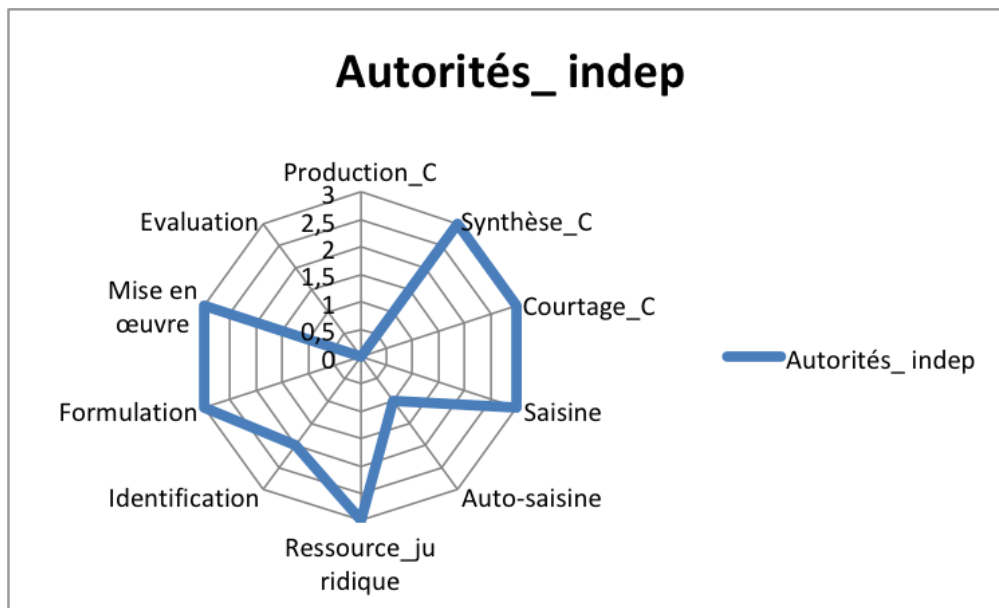 Autorités_ indep
Production_C
Synthèse_C
Courtage_C
Saisine
Auto-saisine
Ressource_ju
ridique
Identification
Formulation
Mise en
œuvre
Evaluation
3
2,5
2
1,5
1
0,5
0
Autorités_ indep